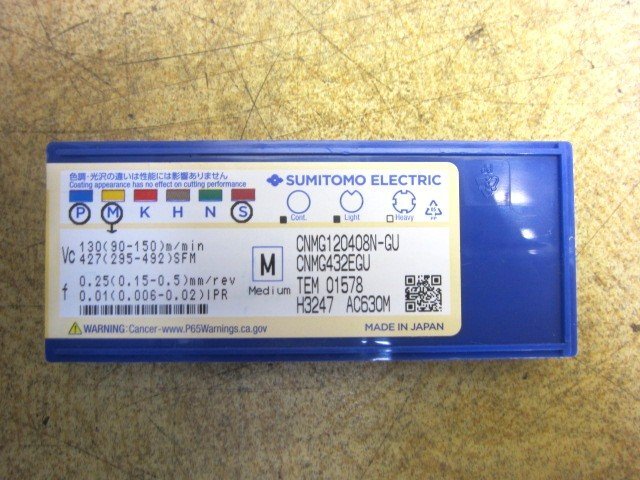 色調・光沢の違いは性能には影響ありません
Coating appearance has no effect on cutting performance
P M K H N S
Vc 130(90-150)m/min
427(295-492)SFM
f 0.25(0.15-0.5)mm/rev
0.01(0.006-0.02)IPR
WARNING: Cancer-www.P65Warnings.ca.gov
SUMITOMO ELECTRIC
Cont. Light Heavy
PP
M
Medium
CNMG120408N-GU
CNMG432EGU
TEM 01578
H3247 AC630M
MADE IN JAPAN